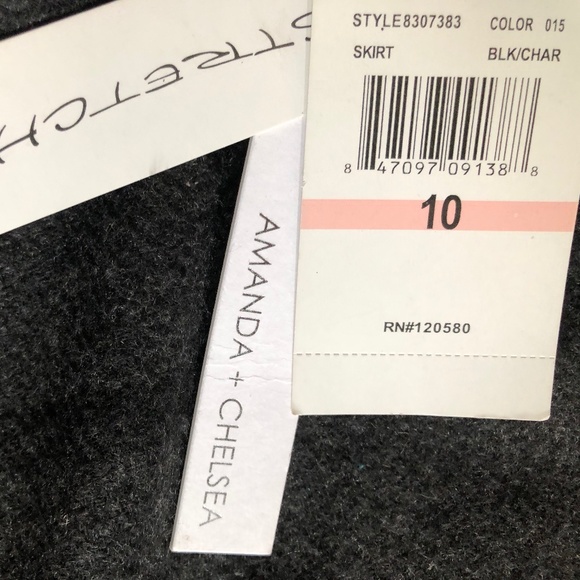 STRETCH
STYLE8307383 COLOR 015
SKIRT BLK/CHAR
8 47097 09138 8
10
RN#120580
AMANDA + CHELSEA